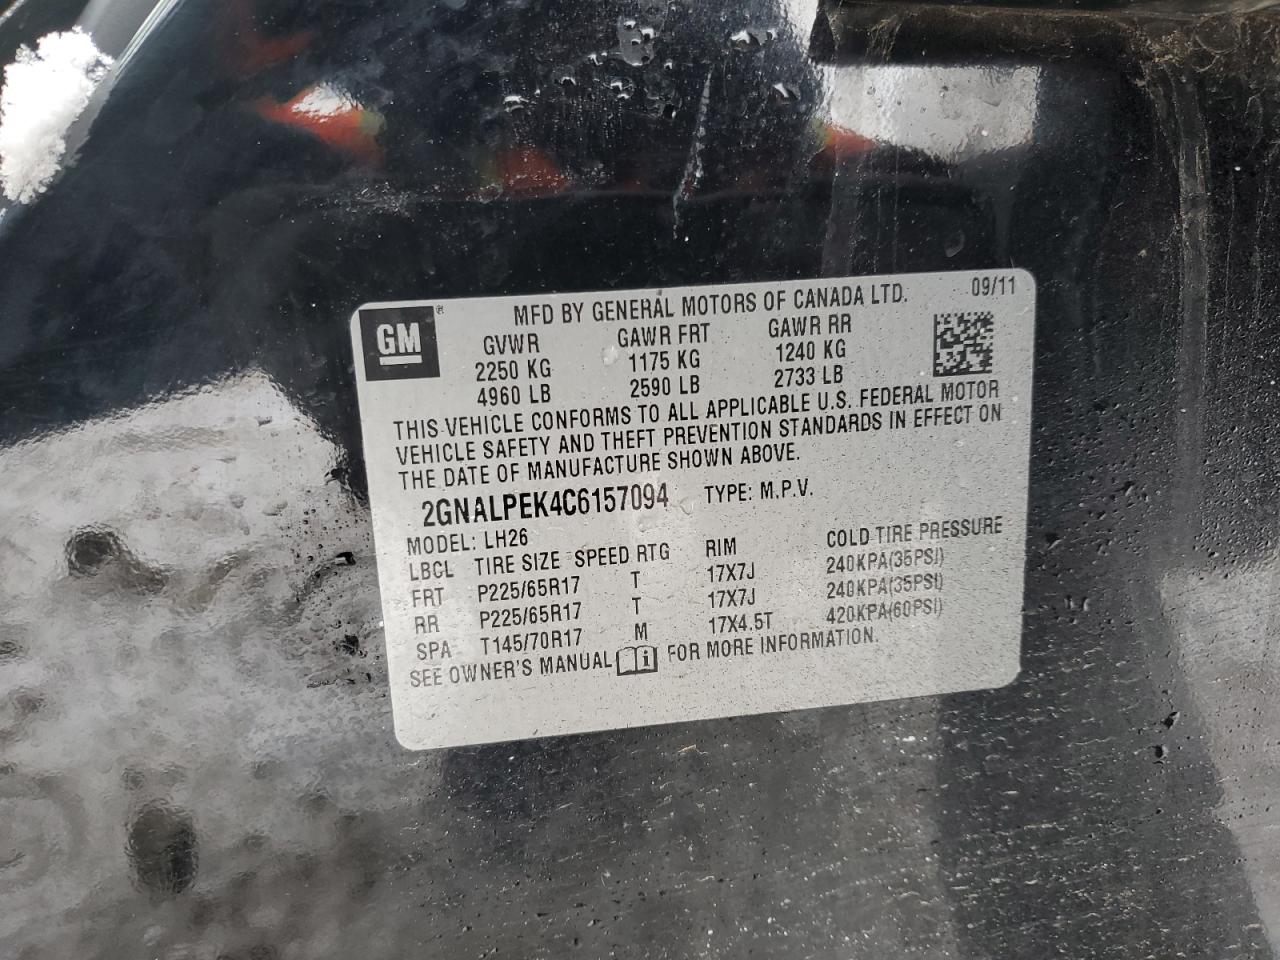 GM ®
MFD BY GENERAL MOTORS OF CANADA LTD. 09/11
GVWR GAWR FRT GAWR RR
2250 KG 1175 KG 1240 KG
4960 LB 2590 LB 2733 LB
THIS VEHICLE CONFORMS TO ALL APPLICABLE U.S. FEDERAL MOTOR
VEHICLE SAFETY AND THEFT PREVENTION STANDARDS IN EFFECT ON
THE DATE OF MANUFACTURE SHOWN ABOVE.
2GNALPEK4C6157094 TYPE: M.P.V.
MODEL: LH26
LBCL TIRE SIZE SPEED RTG RIM COLD TIRE PRESSURE
FRT P225/65R17 T 17X7J 240KPA(35PSI)
RR P225/65R17 T 17X7J 240KPA(35PSI)
SPA T145/70R17 M 17X4.5T 420KPA(60PSI)
SEE OWNER'S MANUAL FOR MORE INFORMATION.